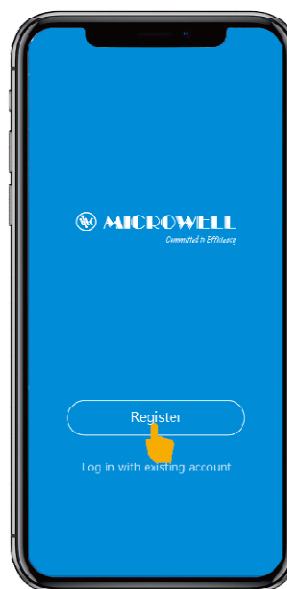 MICROWELL
Committed to Efficiency
Register
Log in with existing account